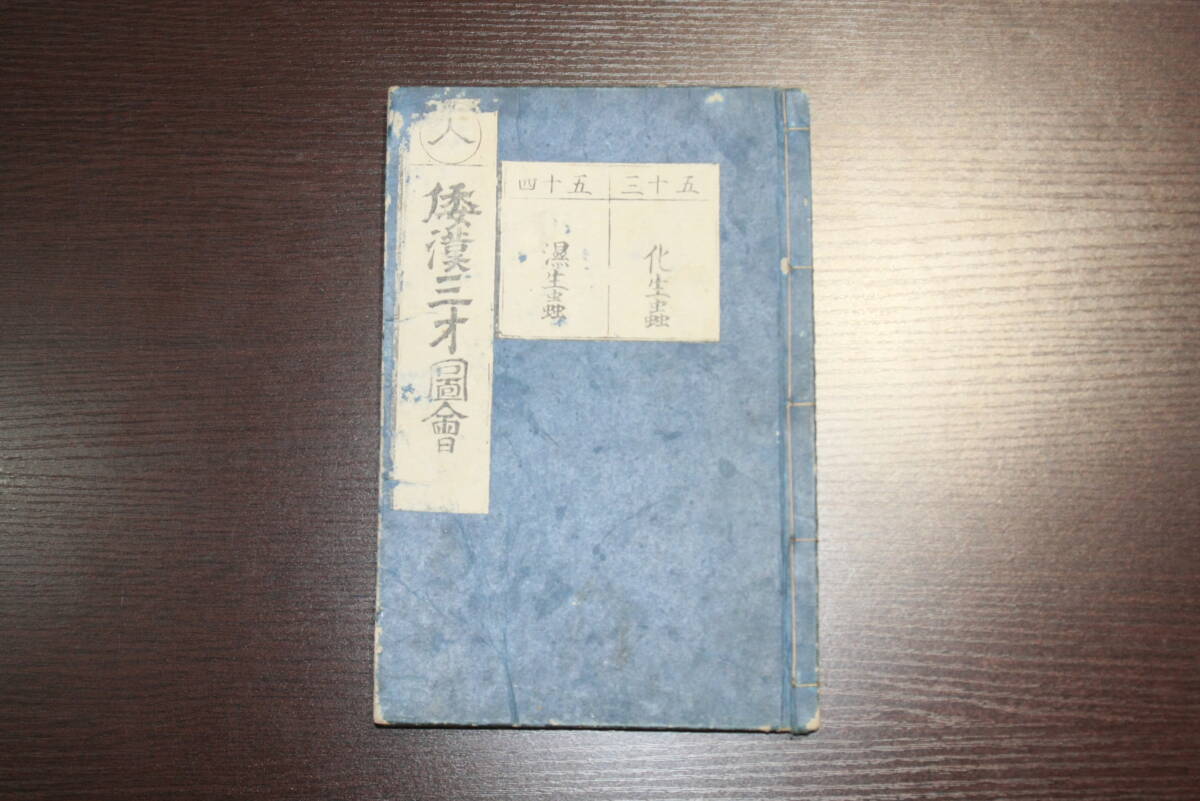 人
倭漢三才圖會
五十三
化生蟲
五十四
濕生蟲